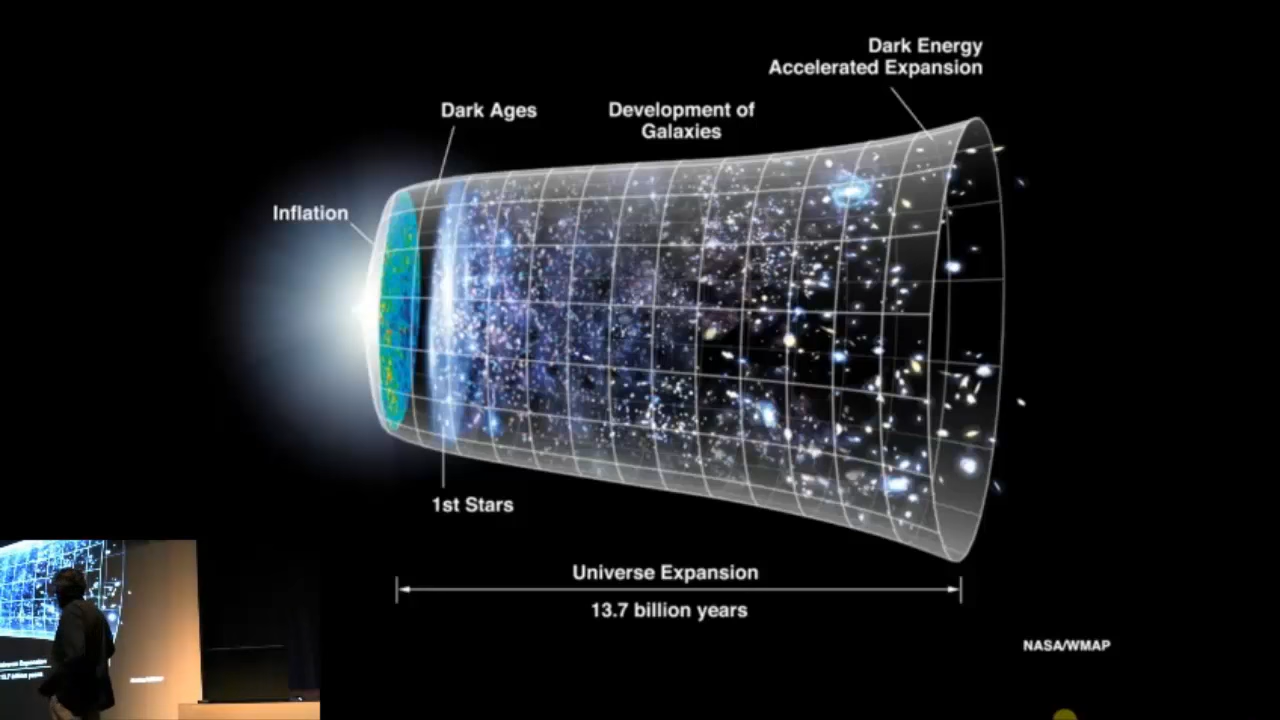 Dark Energy
Accelerated Expansion
Dark Ages
Development of
Galaxies
Inflation
1st Stars
Universe Expansion
13.7 billion years
NASA/WMAP